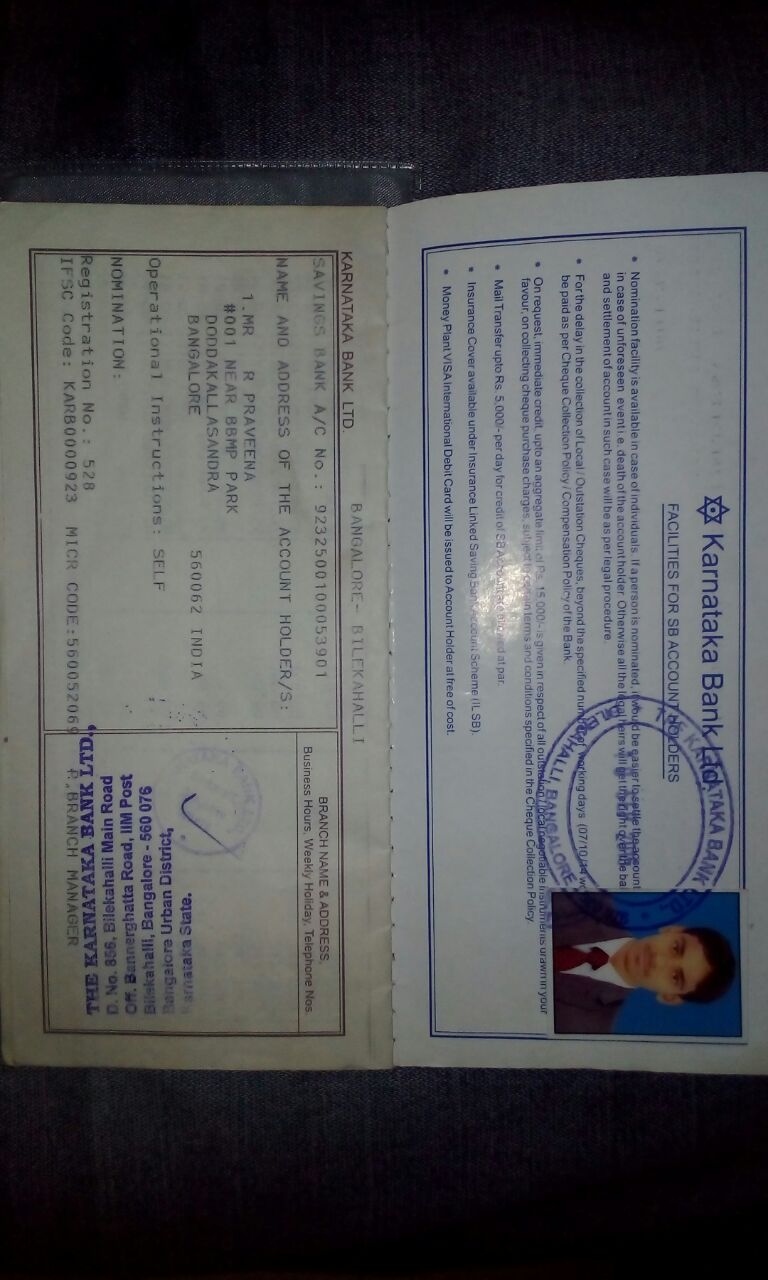 Karnataka Bank Ltd.
FACILITIES FOR SB ACCOUNT HOLDERS
THE KARNATAKA BANK LTD.
BILEKAHALLI, BANGALORE
• Nomination facility is available in case of individuals. If a person is nominated, it would be easier to settle the account
in case of unforeseen event i.e. death of the account holder. Otherwise all the legal heirs will get the right over the
and settlement of account in such case will be as per legal procedure.
• For the delay in the collection of Local / Outstation Cheques, beyond the specified number of working days (07/10/14
be paid as per Cheque Collection Policy / Compensation Policy of the Bank.
• On request, immediate credit, upto an aggregate limit of Rs. 15,000/- is given in respect of all outstation / local negotiable instruments drawn in your
favour, on collecting cheque purchase charges, subject to certain terms and conditions specified in the Cheque Collection Policy.
• Mail Transfer upto Rs. 5,000/- per day for credit of SB Account are allowed at par.
• Insurance Cover available under Insurance Linked Saving Bank Account Scheme (IL SB).
• Money Plant VISA International Debit Card will be issued to Account Holder at free of cost.
KARNATAKA BANK LTD. BANGALORE- BILEKAHALLI
SAVINGS BANK A/C No.: 9232500100053901
NAME AND ADDRESS OF THE ACCOUNT HOLDER/S:
1.MR R PRAVEENA
#001 NEAR BBMP PARK
DODDAKALLASANDRA
BANGALORE 560062 INDIA
Operational Instructions: SELF
NOMINATION:
Registration No.: 528
IFSC Code: KARB0000923 MICR CODE:560052069
BRANCH NAME & ADDRESS,
Business Hours, Weekly Holiday, Telephone Nos.
THE KARNATAKA BANK LTD.,
D. No. 856, Bilekahalli Main Road
Off. Bannerghatta Road, IIM Post
Bilekahalli, Bangalore - 560 076
Bangalore Urban District,
Karnataka State.
BRANCH MANAGER